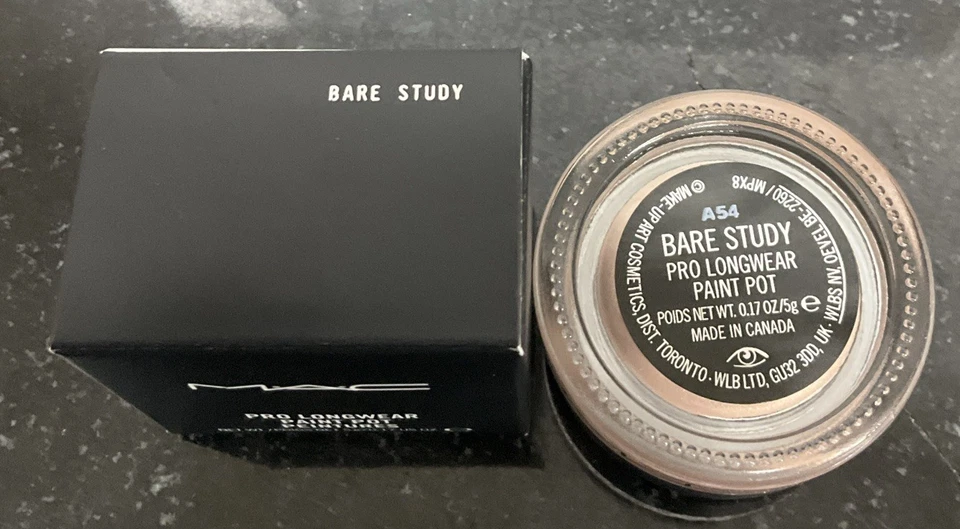 BARE STUDY
MAC
PRO LONGWEAR
PAINT POT
A54
BARE STUDY
PRO LONGWEAR
PAINT POT
POIDS NET WT. 0.17 OZ/5g e
MADE IN CANADA
© MAKE-UP ART COSMETICS, DIST. TORONTO · WLB LTD, GU32 3DD, UK · WLBS NV, OEVEL BE-2260 / MPX8